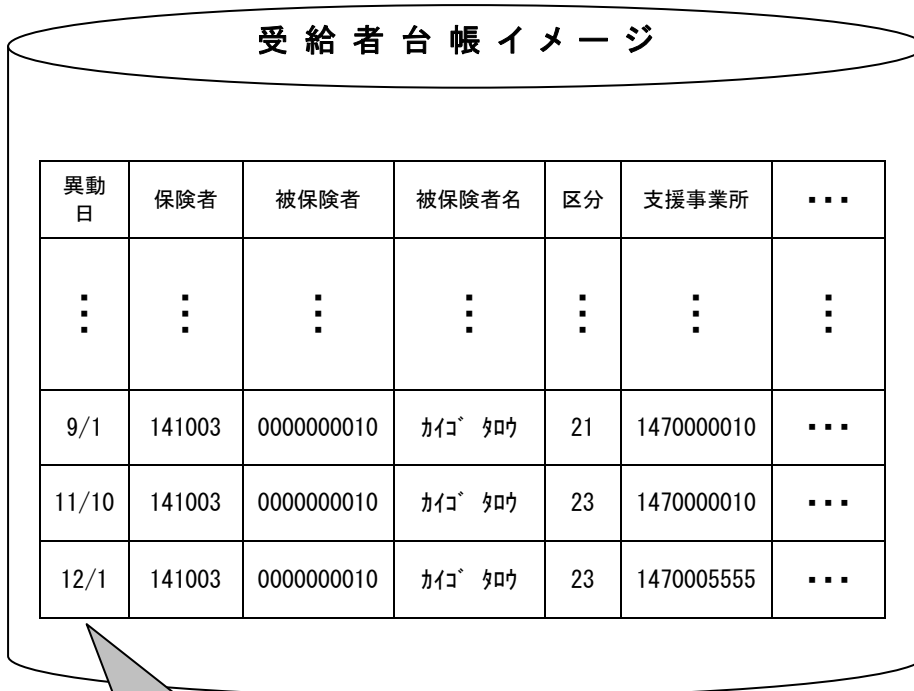 受給者台帳イメージ
異動日 保険者 被保険者 被保険者名 区分 支援事業所 ・・・
⋮ ⋮ ⋮ ⋮ ⋮ ⋮ ⋮
9/1 141003 0000000010 ｶｲｺﾞ ﾀﾛｳ 21 1470000010 ・・・
11/10 141003 0000000010 ｶｲｺﾞ ﾀﾛｳ 23 1470000010 ・・・
12/1 141003 0000000010 ｶｲｺﾞ ﾀﾛｳ 23 1470005555 ・・・